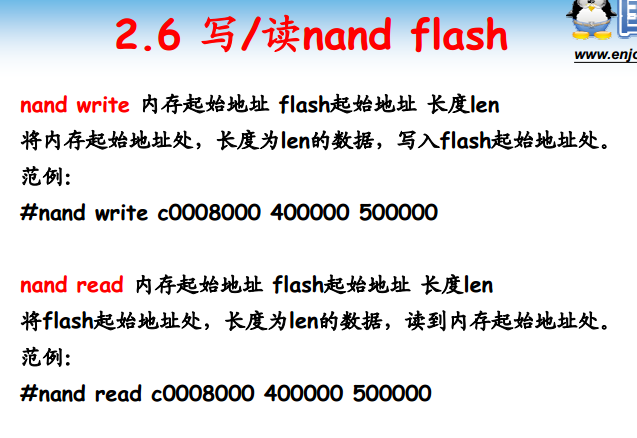 2.6 写/读nand flash
www.enjo
nand write 内存起始地址 flash起始地址 长度len
将内存起始地址处，长度为len的数据，写入flash起始地址处。
范例:
#nand write c0008000 400000 500000
nand read 内存起始地址 flash起始地址 长度len
将flash起始地址处，长度为len的数据，读到内存起始地址处。
范例:
#nand read c0008000 400000 500000